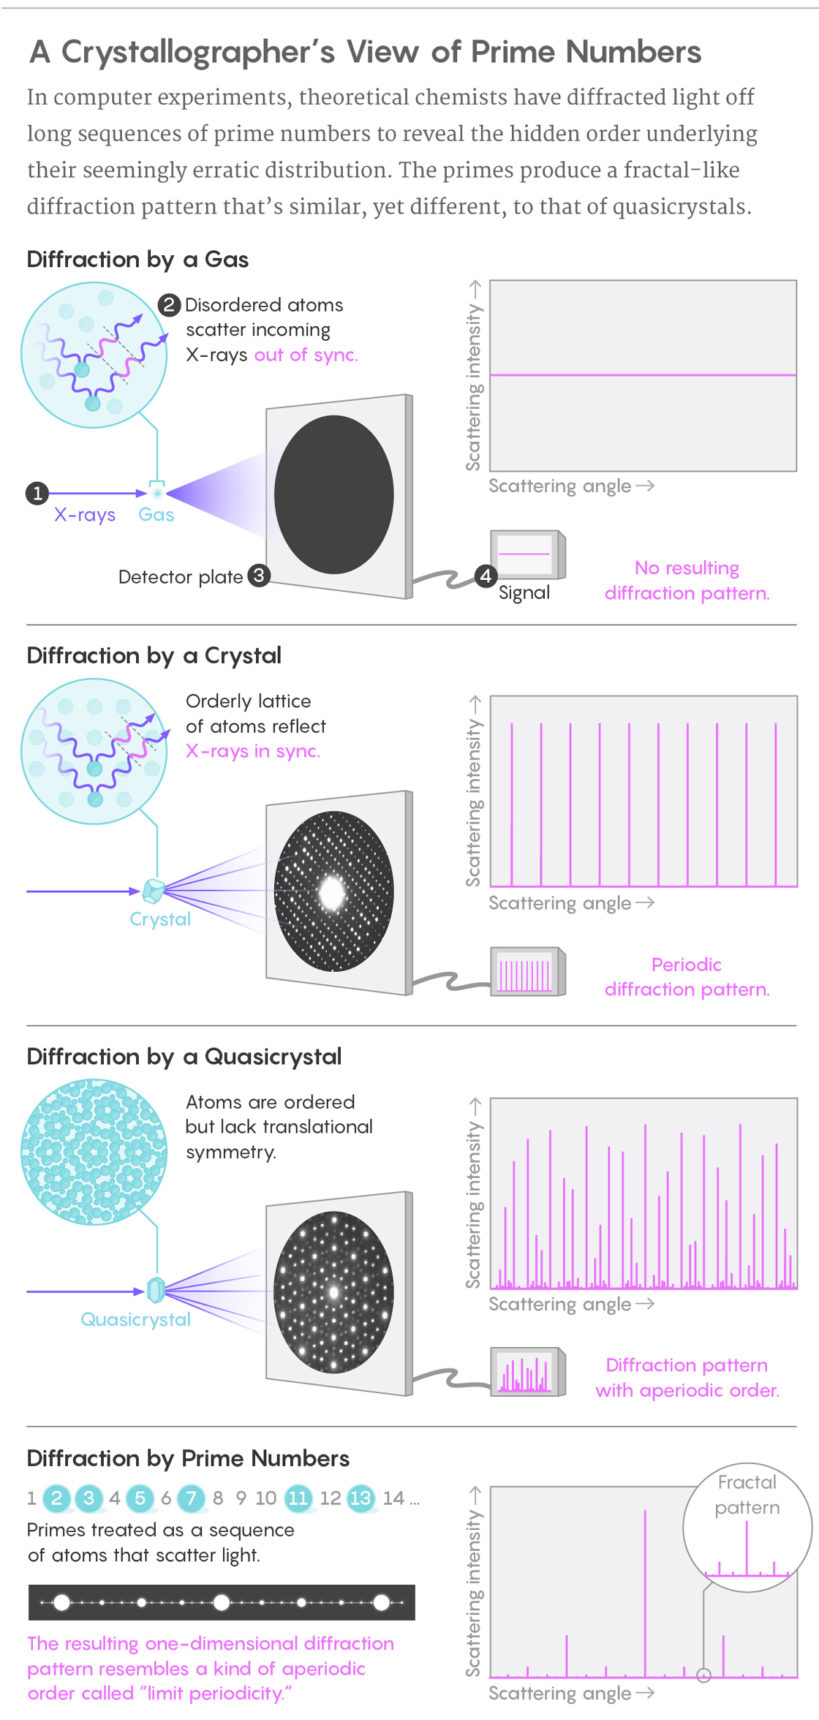 A Crystallographer's View of Prime Numbers
In computer experiments, theoretical chemists have diffracted light off
long sequences of prime numbers to reveal the hidden order underlying
their seemingly erratic distribution. The primes produce a fractal-like
diffraction pattern that's similar, yet different, to that of quasicrystals.
Diffraction by a Gas
2 Disordered atoms
scatter incoming
X-rays out of sync.
1
X-rays
Gas
Detector plate 3
Scattering intensity →
Scattering angle →
4
Signal
No resulting
diffraction pattern.
Diffraction by a Crystal
Orderly lattice
of atoms reflect
X-rays in sync.
Crystal
Scattering intensity →
Scattering angle →
Periodic
diffraction pattern.
Diffraction by a Quasicrystal
Atoms are ordered
but lack translational
symmetry.
Quasicrystal
Scattering intensity →
Scattering angle →
Diffraction pattern
with aperiodic order.
Diffraction by Prime Numbers
1 2 3 4 5 6 7 8 9 10 11 12 13 14 ...
Primes treated as a sequence
of atoms that scatter light.
The resulting one-dimensional diffraction
pattern resembles a kind of aperiodic
order called "limit periodicity."
Fractal
pattern
Scattering intensity →
Scattering angle →